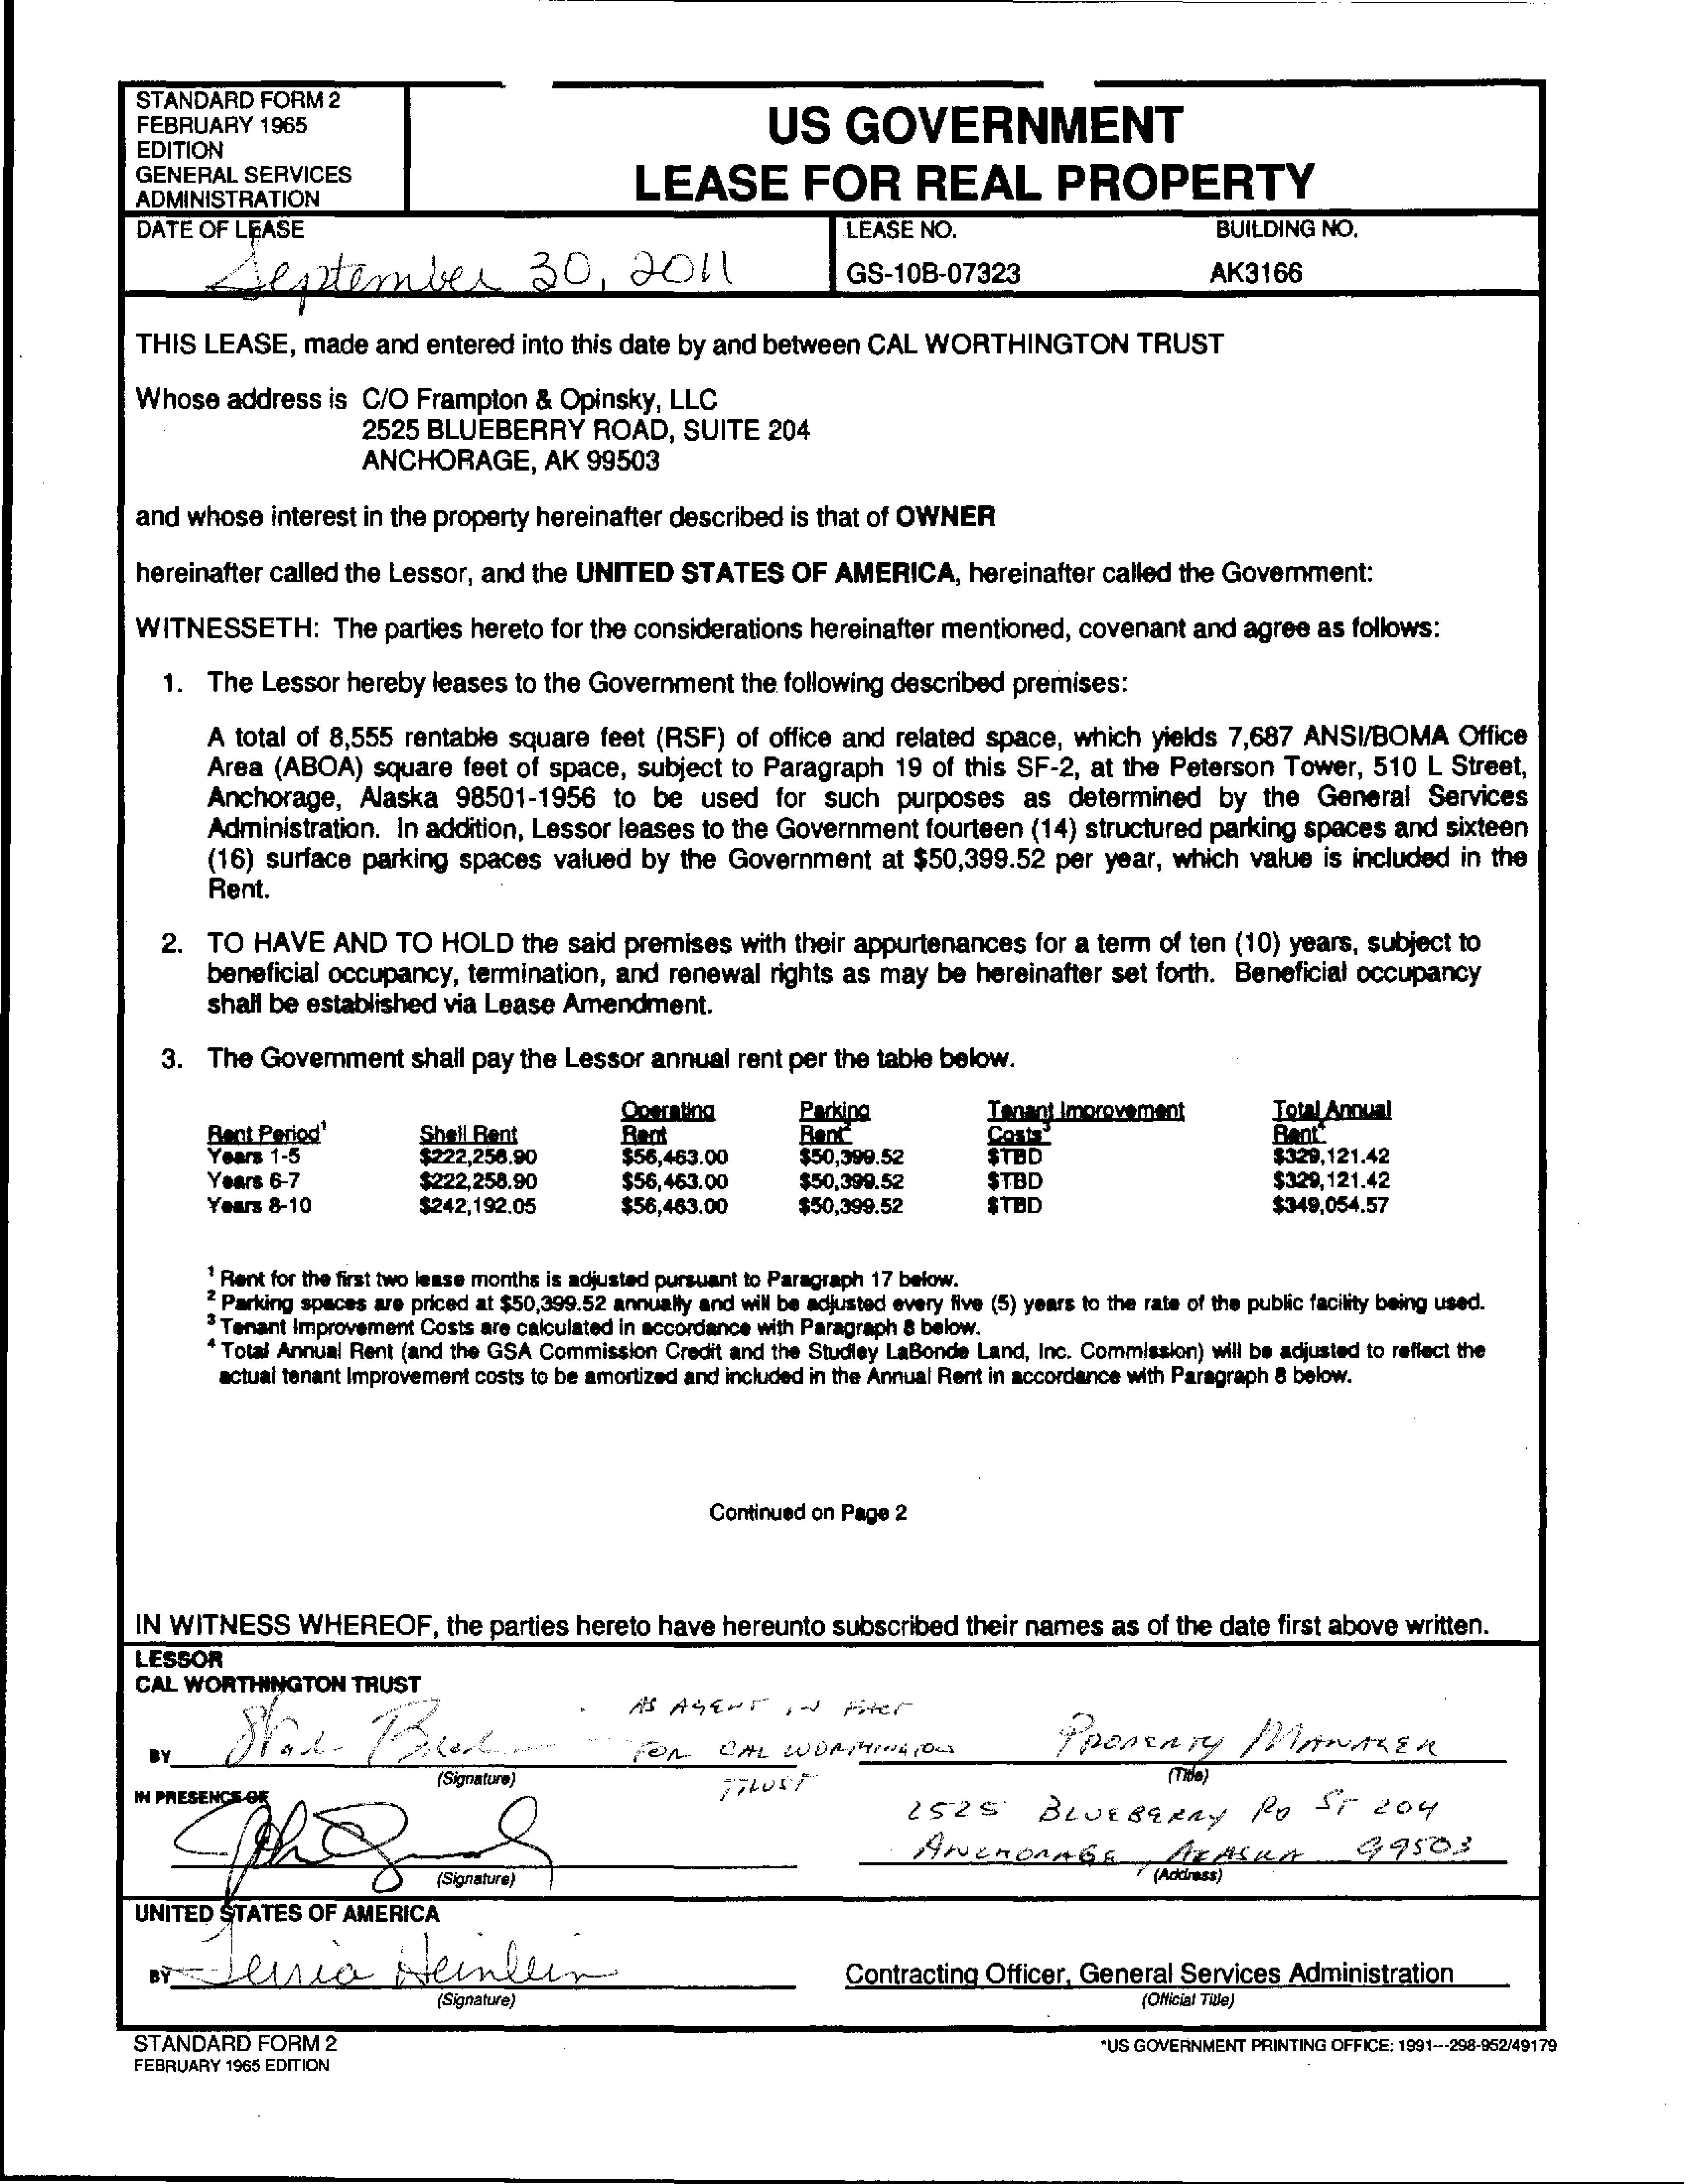 STANDARD FORM 2
FEBRUARY 1965
EDITION
GENERAL SERVICES
ADMINISTRATION
US GOVERNMENT
LEASE FOR REAL PROPERTY
DATE OF LEASE
September 30, 2011
LEASE NO.
GS-10B-07323
BUILDING NO.
AK3166
THIS LEASE, made and entered into this date by and between CAL WORTHINGTON TRUST
Whose address is C/O Frampton & Opinsky, LLC
2525 BLUEBERRY ROAD, SUITE 204
ANCHORAGE, AK 99503
and whose interest in the property hereinafter described is that of OWNER
hereinafter called the Lessor, and the UNITED STATES OF AMERICA, hereinafter called the Government:
WITNESSETH: The parties hereto for the considerations hereinafter mentioned, covenant and agree as follows:
1. The Lessor hereby leases to the Government the following described premises:
A total of 8,555 rentable square feet (RSF) of office and related space, which yields 7,687 ANSI/BOMA Office
Area (ABOA) square feet of space, subject to Paragraph 19 of this SF-2, at the Peterson Tower, 510 L Street,
Anchorage, Alaska 98501-1956 to be used for such purposes as determined by the General Services
Administration. In addition, Lessor leases to the Government fourteen (14) structured parking spaces and sixteen
(16) surface parking spaces valued by the Government at $50,399.52 per year, which value is included in the
Rent.
2. TO HAVE AND TO HOLD the said premises with their appurtenances for a term of ten (10) years, subject to
beneficial occupancy, termination, and renewal rights as may be hereinafter set forth. Beneficial occupancy
shall be established via Lease Amendment.
3. The Government shall pay the Lessor annual rent per the table below.
Operating Parking Tenant Improvement Total Annual
Rent Period¹ Shell Rent Rent Rent² Costs³ Rent⁴
Years 1-5 $222,258.90 $56,463.00 $50,399.52 $TBD $329,121.42
Years 6-7 $222,258.90 $56,463.00 $50,399.52 $TBD $329,121.42
Years 8-10 $242,192.05 $56,463.00 $50,399.52 $TBD $349,054.57
¹ Rent for the first two lease months is adjusted pursuant to Paragraph 17 below.
² Parking spaces are priced at $50,399.52 annually and will be adjusted every five (5) years to the rate of the public facility being used.
³ Tenant Improvement Costs are calculated in accordance with Paragraph 8 below.
⁴ Total Annual Rent (and the GSA Commission Credit and the Studley LaBonde Land, Inc. Commission) will be adjusted to reflect the
actual tenant Improvement costs to be amortized and included in the Annual Rent in accordance with Paragraph 8 below.
Continued on Page 2
IN WITNESS WHEREOF, the parties hereto have hereunto subscribed their names as of the date first above written.
LESSOR
CAL WORTHINGTON TRUST
AS AGENT IN FACT
BY FOR CAL WORTHINGTON
TRUST
(Signature)
PROPERTY MANAGER
(Title)
IN PRESENCE OF
(Signature)
2525 BLUEBERRY RD ST 204
ANCHORAGE, ALASKA 99503
(Address)
UNITED STATES OF AMERICA
BY Heinlein
(Signature)
Contracting Officer, General Services Administration
(Official Title)
STANDARD FORM 2
FEBRUARY 1965 EDITION
*US GOVERNMENT PRINTING OFFICE: 1991---298-952/49179